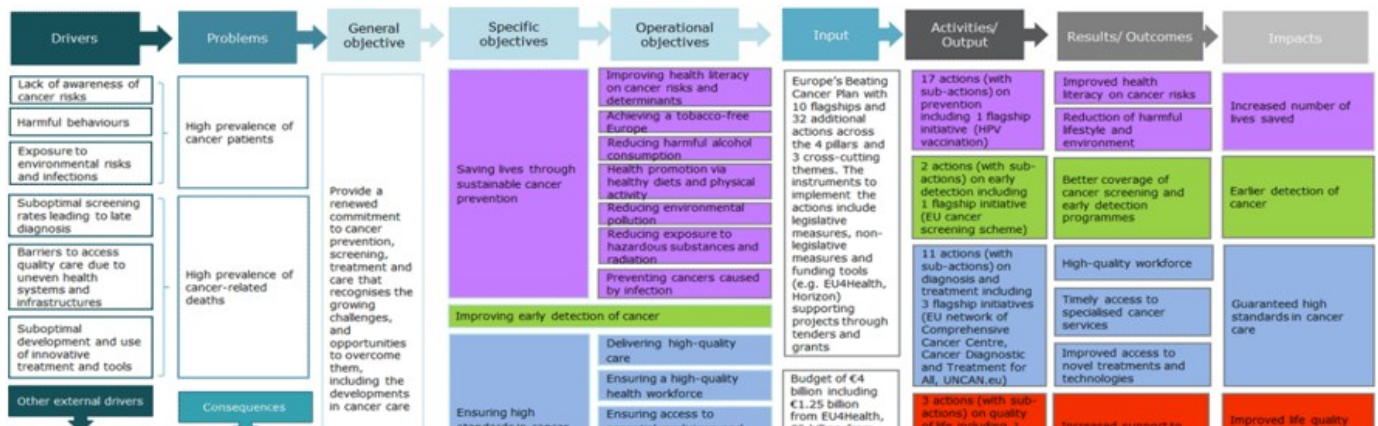 Drivers
Problems
General
objective
Specific
objectives
Operational
objectives
Input
Activities/
Output
Results/ Outcomes
Impacts
Lack of awareness of
cancer risks
Harmful behaviours
Exposure to
environmental risks
and infections
Suboptimal screening
rates leading to late
diagnosis
Barriers to access
quality care due to
uneven health
systems and
infrastructures
Suboptimal
development and use
of innovative
treatment and tools
Other external drivers
High prevalence of
cancer patients
High prevalence of
cancer-related
deaths
Consequences
Provide a
renewed
commitment
to cancer
prevention,
screening,
treatment and
care that
recognises the
growing
challenges,
and
opportunities
to overcome
them,
including the
developments
in cancer care
Saving lives through
sustainable cancer
prevention
Improving health literacy
on cancer risks and
determinants
Achieving a tobacco-free
Europe
Reducing harmful alcohol
consumption
Health promotion via
healthy diets and physical
activity
Reducing environmental
pollution
Reducing exposure to
hazardous substances and
radiation
Preventing cancers caused
by infection
Improving early detection of cancer
Ensuring high
Delivering high-quality
care
Ensuring a high-quality
health workforce
Ensuring access to
Europe's Beating
Cancer Plan with
10 flagships and
32 additional
actions across
the 4 pillars and
3 cross-cutting
themes. The
instruments to
implement the
actions include
legislative
measures, non-
legislative
measures and
funding tools
(e.g. EU4Health,
Horizon)
supporting
projects through
tenders and
grants
Budget of €4
billion including
€1.25 billion
from EU4Health,
17 actions (with
sub-actions) on
prevention
including 1 flagship
initiative (HPV
vaccination)
2 actions (with sub-
actions) on early
detection including
1 flagship initiative
(EU cancer
screening scheme)
11 actions (with
sub-actions) on
diagnosis and
treatment including
3 flagship initiatives
(EU network of
Comprehensive
Cancer Centre,
Cancer Diagnostic
and Treatment for
All, UNCAN.eu)
3 actions (with sub-
actions) on quality
of life including 1
Improved health
literacy on cancer risks
Reduction of harmful
lifestyle and
environment
Better coverage of
cancer screening and
early detection
programmes
High-quality workforce
Timely access to
specialised cancer
services
Improved access to
novel treatments and
technologies
Increased support to
Increased number of
lives saved
Earlier detection of
cancer
Guaranteed high
standards in cancer
care
Improved life quality